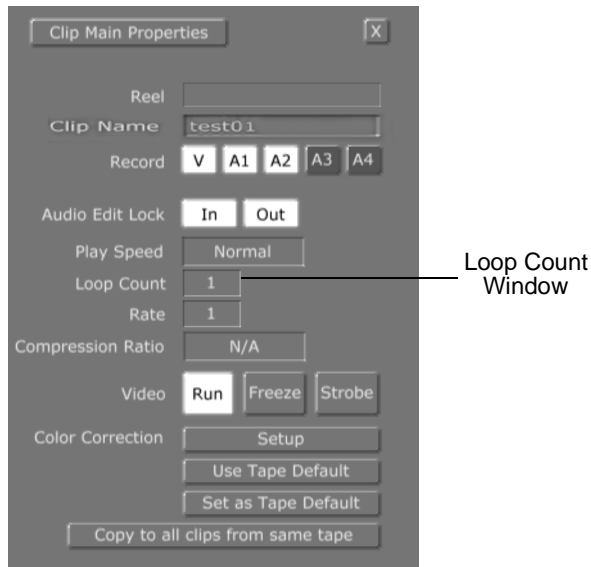 Clip Main Properties X
Reel
Clip Name test01
Record V A1 A2 A3 A4
Audio Edit Lock In Out
Play Speed Normal
Loop Count 1
Loop Count
Window
Rate 1
Compression Ratio N/A
Video Run Freeze Strobe
Color Correction Setup
Use Tape Default
Set as Tape Default
Copy to all clips from same tape